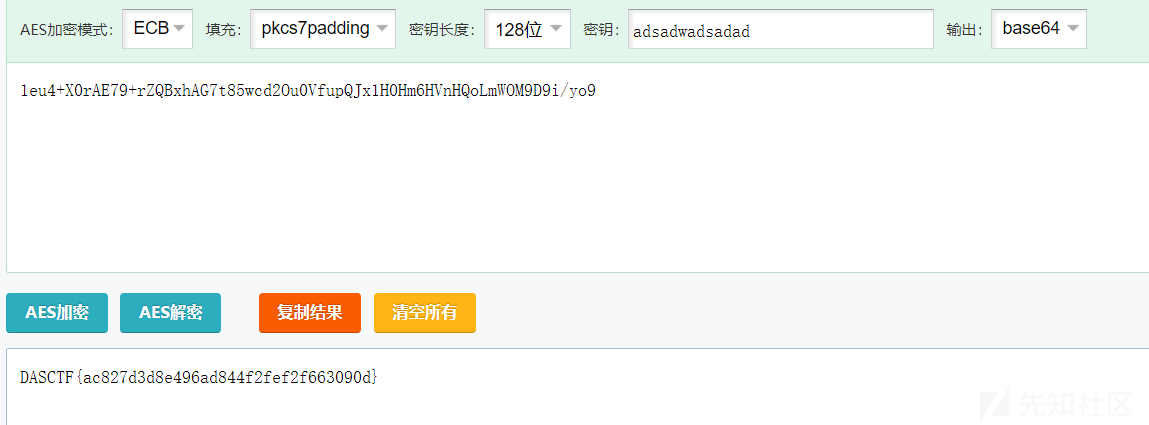 AES加密模式: ECB 填充: pkcs7padding 密钥长度: 128位 密钥: adsadwadsadad 输出: base64
1eu4+X0rAE79+rZQBxhAG7t85wcd2Ou0VfupQJx1H0Hm6HVnHQoLmWOM9D9i/yo9
AES加密 AES解密 复制结果 清空所有
DASCTF{ac827d3d8e496ad844f2fef2f663090d}
先知社区